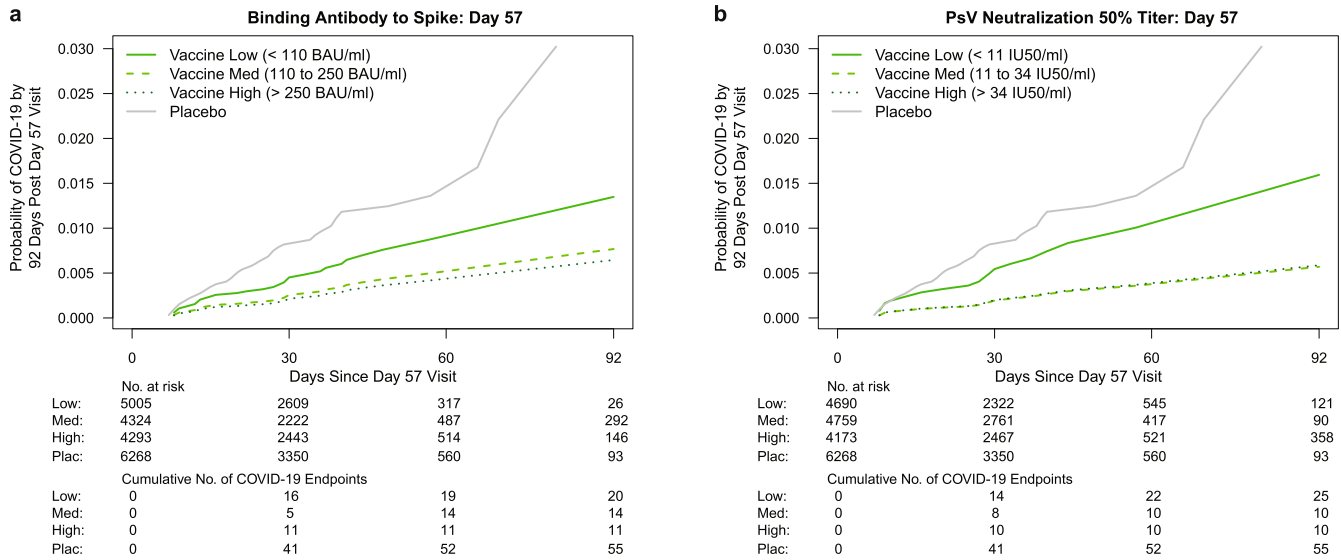 a
Binding Antibody to Spike: Day 57
Probability of COVID-19 by
92 Days Post Day 57 Visit
0.030
0.025
0.020
0.015
0.010
0.005
0.000
Vaccine Low (< 110 BAU/ml)
Vaccine Med (110 to 250 BAU/ml)
Vaccine High (> 250 BAU/ml)
Placebo
0 30 60 92
Days Since Day 57 Visit
No. at risk
Low: 5005 2609 317 26
Med: 4324 2222 487 292
High: 4293 2443 514 146
Plac: 6268 3350 560 93
Cumulative No. of COVID-19 Endpoints
Low: 0 16 19 20
Med: 0 5 14 14
High: 0 11 11 11
Plac: 0 41 52 55
b
PsV Neutralization 50% Titer: Day 57
Probability of COVID-19 by
92 Days Post Day 57 Visit
0.030
0.025
0.020
0.015
0.010
0.005
0.000
Vaccine Low (< 11 IU50/ml)
Vaccine Med (11 to 34 IU50/ml)
Vaccine High (> 34 IU50/ml)
Placebo
0 30 60 92
Days Since Day 57 Visit
No. at risk
Low: 4690 2322 545 121
Med: 4759 2761 417 90
High: 4173 2467 521 358
Plac: 6268 3350 560 93
Cumulative No. of COVID-19 Endpoints
Low: 0 14 22 25
Med: 0 8 10 10
High: 0 10 10 10
Plac: 0 41 52 55